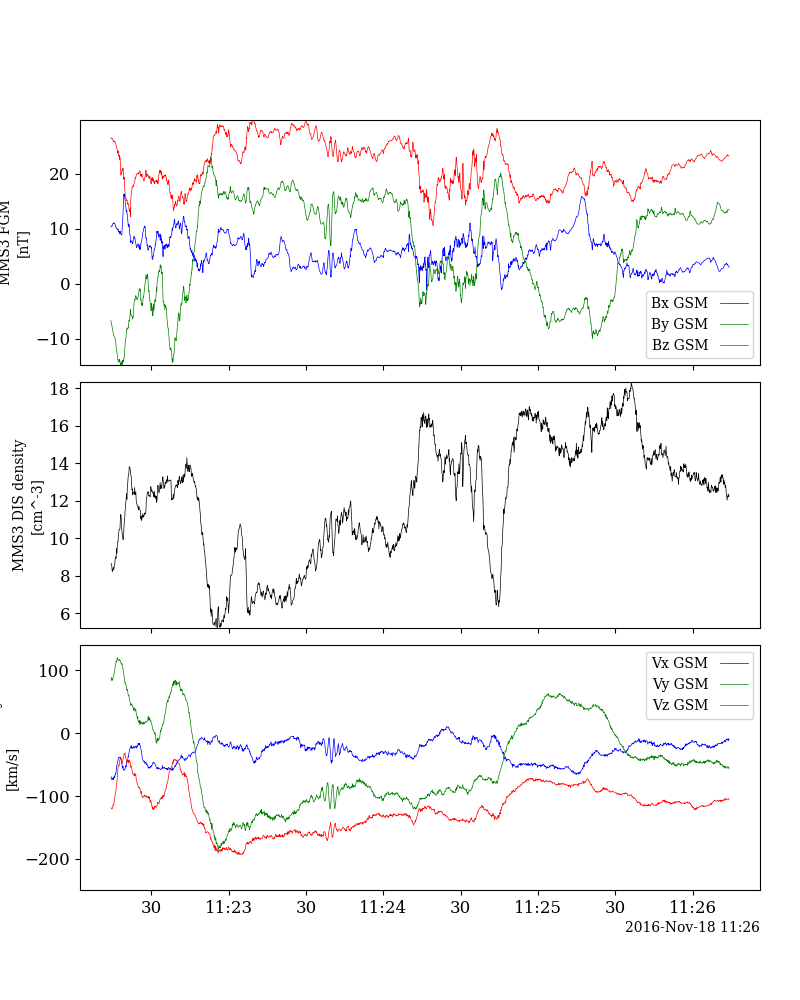 20
10
0
−10
MMS3 FGM
[nT]
Bx GSM
By GSM
Bz GSM
18
16
14
12
10
8
6
MMS3 DIS density
[cm^-3]
100
0
−100
−200
[km/s]
Vx GSM
Vy GSM
Vz GSM
30
11:23
30
11:24
30
11:25
30
11:26
2016-Nov-18 11:26